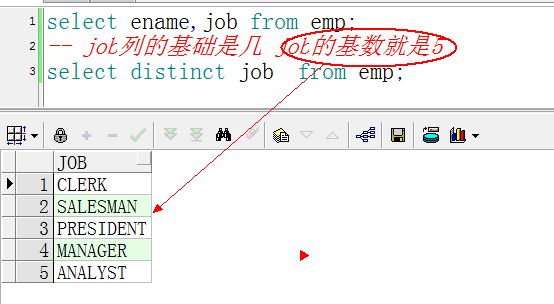 1 select ename,job from emp;
2 -- job列的基础是几 job的基数就是5
3 select distinct job  from emp;
JOB
1 CLERK
2 SALESMAN
3 PRESIDENT
4 MANAGER
5 ANALYST